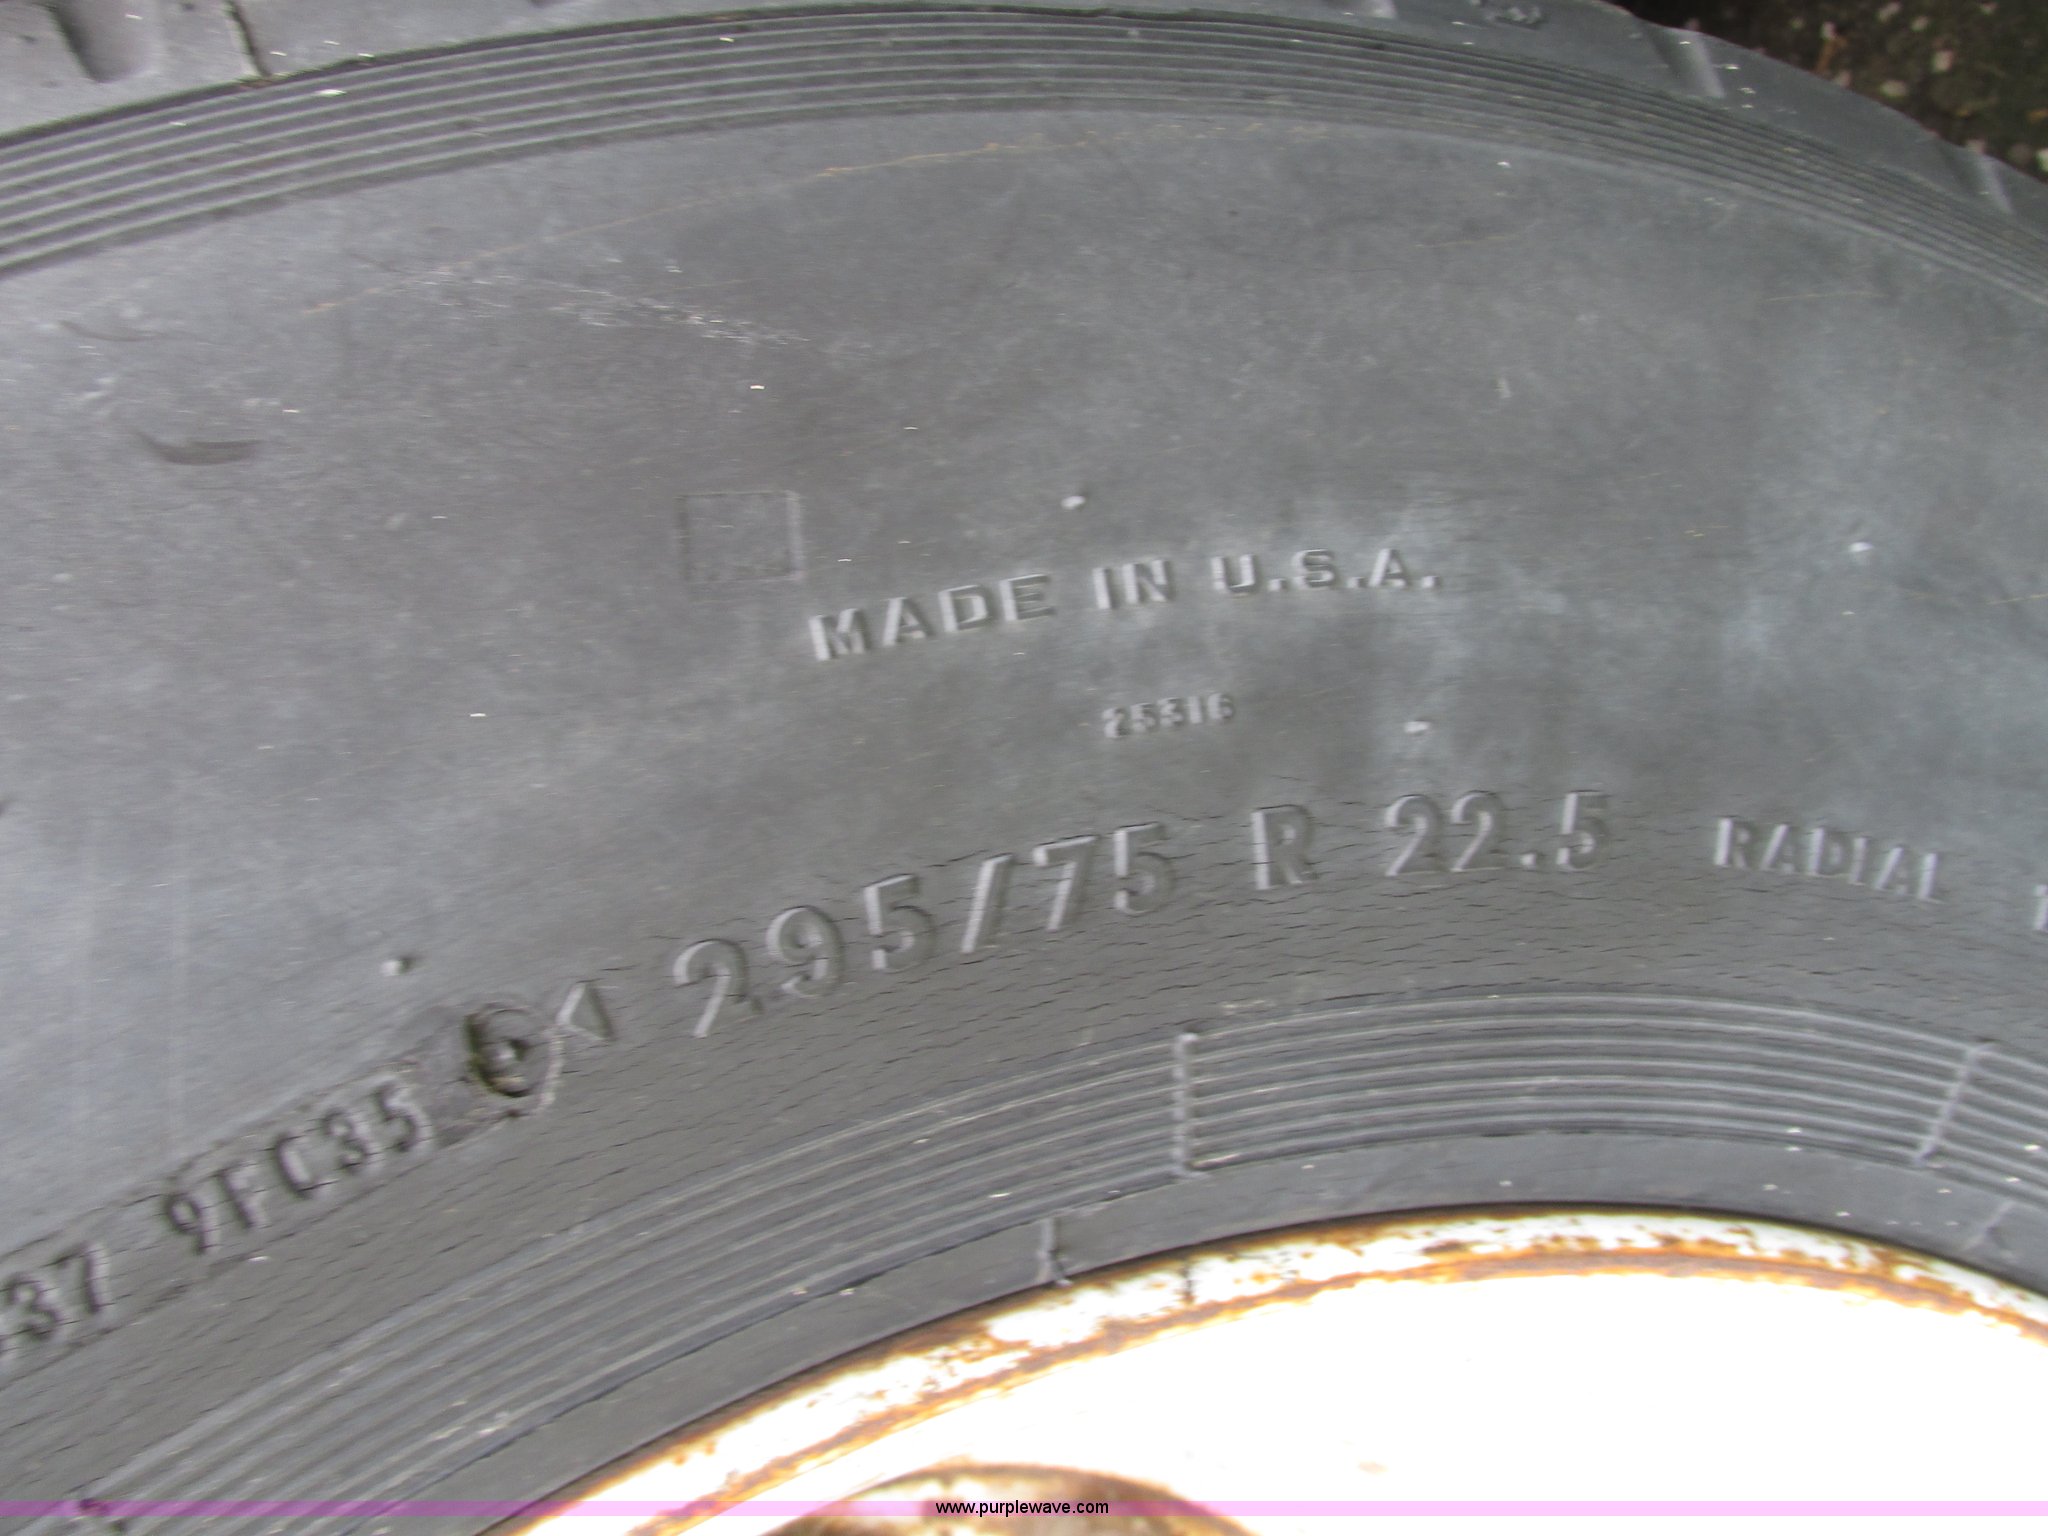 MADE IN U.S.A.
25316
295/75 R 22.5 RADIAL
37 9FC35
www.purplewave.com